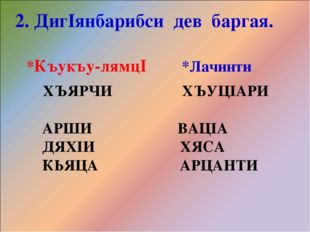 2. ДигIянбарибси дев баргая.
*Къукъу-лямцI *Лачинти
ХЪЯРЧИ ХЪУЦIАРИ
АРШИ ВАЦIА
ДЯХIИ ХЯСА
КЬЯЦА АРЦАНТИ